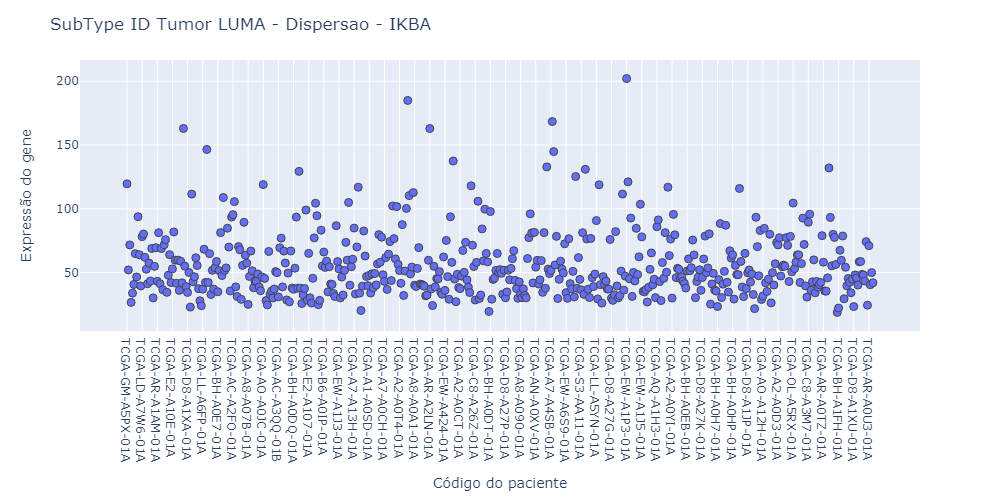 SubType ID Tumor LUMA - Dispersao - IKBA
Expressão do gene
200
150
100
50
TCGA-GM-A5PX-01A
TCGA-LD-A7W6-01A
TCGA-AR-A1AM-01A
TCGA-E2-A10E-01A
TCGA-D8-A1XA-01A
TCGA-LL-A6FP-01A
TCGA-BH-A0E7-01A
TCGA-AC-A2FO-01A
TCGA-A8-A07B-01A
TCGA-AO-A0JC-01A
TCGA-AC-A3QQ-01B
TCGA-BH-A0DQ-01A
TCGA-E2-A107-01A
TCGA-B6-A0IP-01A
TCGA-EW-A1J3-01A
TCGA-A7-A13H-01A
TCGA-A1-A0SD-01A
TCGA-A7-A0CH-01A
TCGA-A2-A0T4-01A
TCGA-A8-A0A1-01A
TCGA-AR-A2LN-01A
TCGA-EW-A424-01A
TCGA-A2-A0CT-01A
TCGA-C8-A26Z-01A
TCGA-BH-A0DT-01A
TCGA-D8-A27P-01A
TCGA-A8-A090-01A
TCGA-AN-A0XV-01A
TCGA-A7-A4SB-01A
TCGA-EW-A6S9-01A
TCGA-S3-AA11-01A
TCGA-LL-A5YN-01A
TCGA-D8-A27G-01A
TCGA-EW-A1P3-01A
TCGA-EW-A1J5-01A
TCGA-AQ-A1H3-01A
TCGA-A2-A0YI-01A
TCGA-BH-A0EB-01A
TCGA-D8-A27K-01A
TCGA-BH-A0H7-01A
TCGA-BH-A0HP-01A
TCGA-D8-A1JP-01A
TCGA-AO-A12H-01A
TCGA-A2-A0D3-01A
TCGA-OL-A5RX-01A
TCGA-C8-A3M7-01A
TCGA-AR-A0TZ-01A
TCGA-BH-A1FH-01A
TCGA-D8-A1XU-01A
TCGA-AR-A0U3-01A
Código do paciente